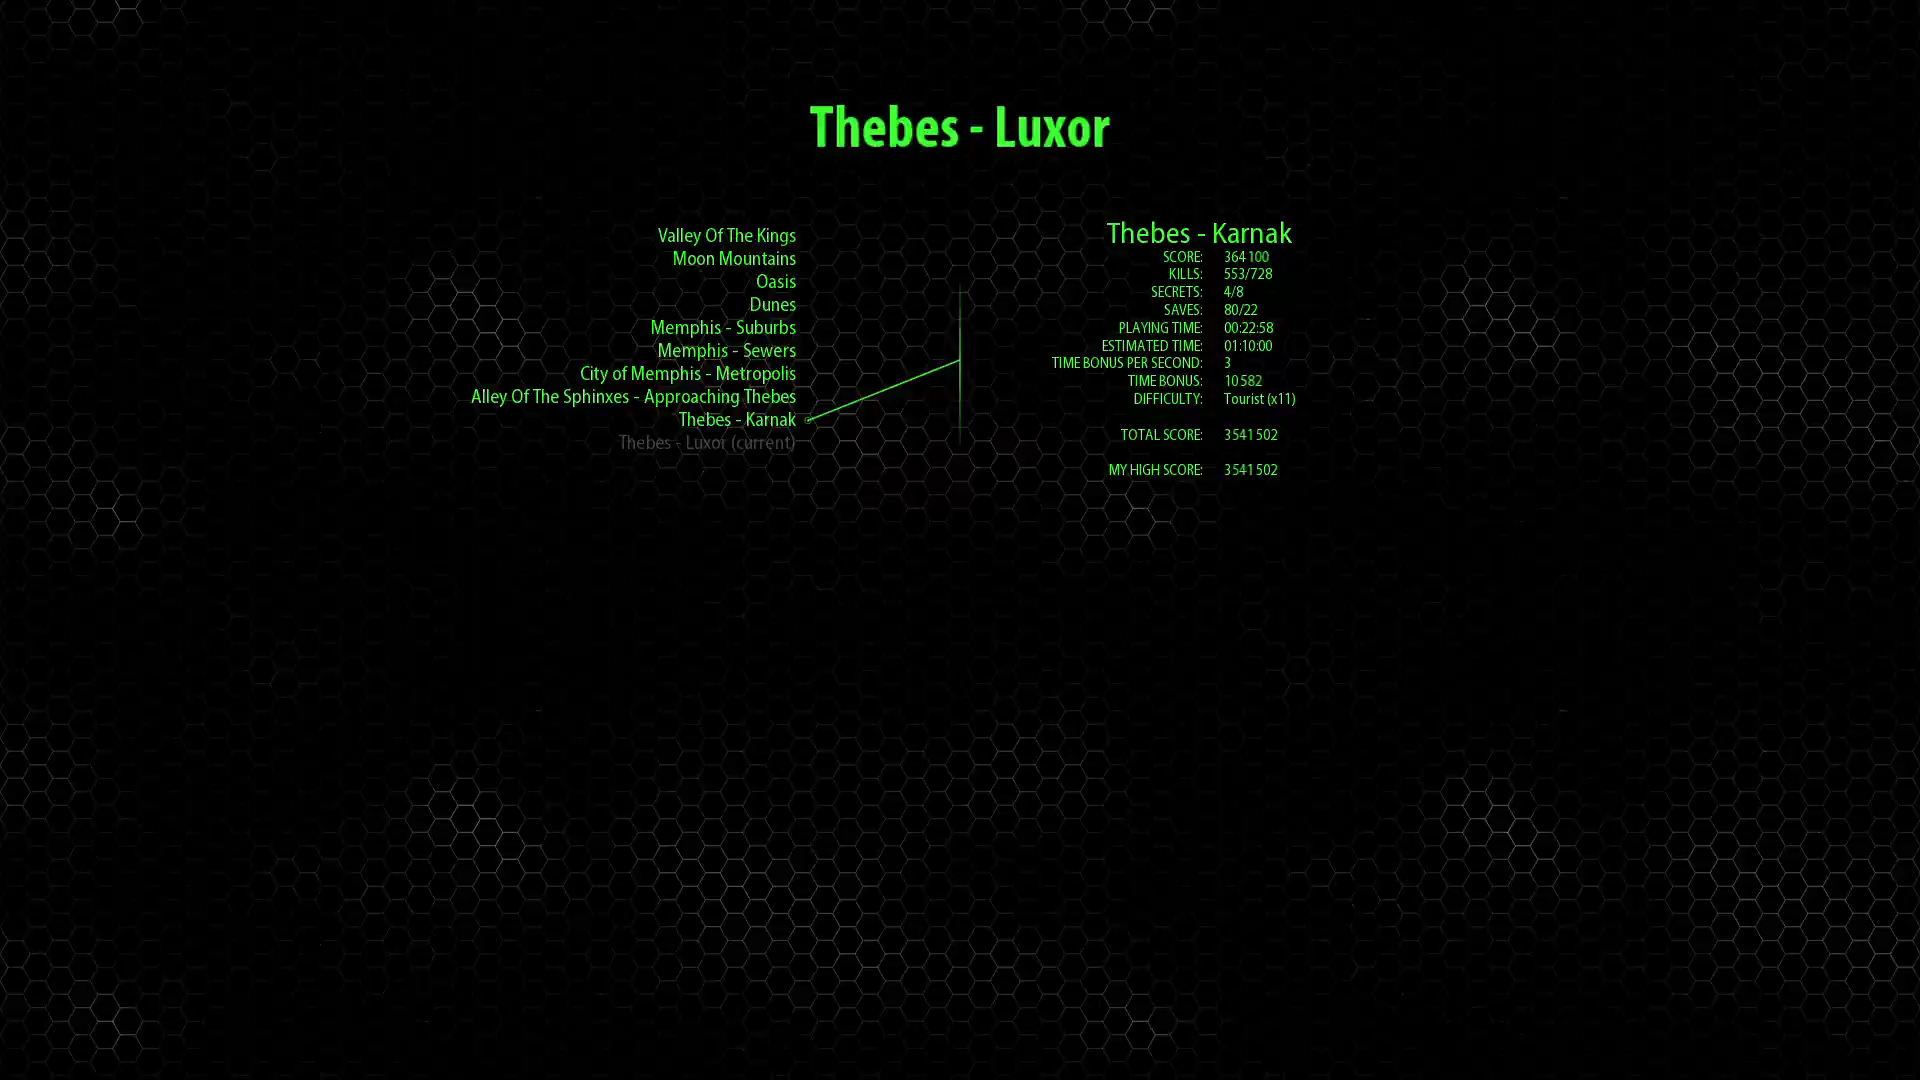 Thebes - Luxor
Valley Of The Kings
Moon Mountains
Oasis
Dunes
Memphis - Suburbs
Memphis - Sewers
City of Memphis - Metropolis
Alley Of The Sphinxes - Approaching Thebes
Thebes - Karnak
Thebes - Luxor (current)
Thebes - Karnak
SCORE: 364 100
KILLS: 553/728
SECRETS: 4/8
SAVES: 80/22
PLAYING TIME: 00:22:58
ESTIMATED TIME: 01:10:00
TIME BONUS PER SECOND: 3
TIME BONUS: 10 582
DIFFICULTY: Tourist (x11)
TOTAL SCORE: 3 541 502
MY HIGH SCORE: 3 541 502